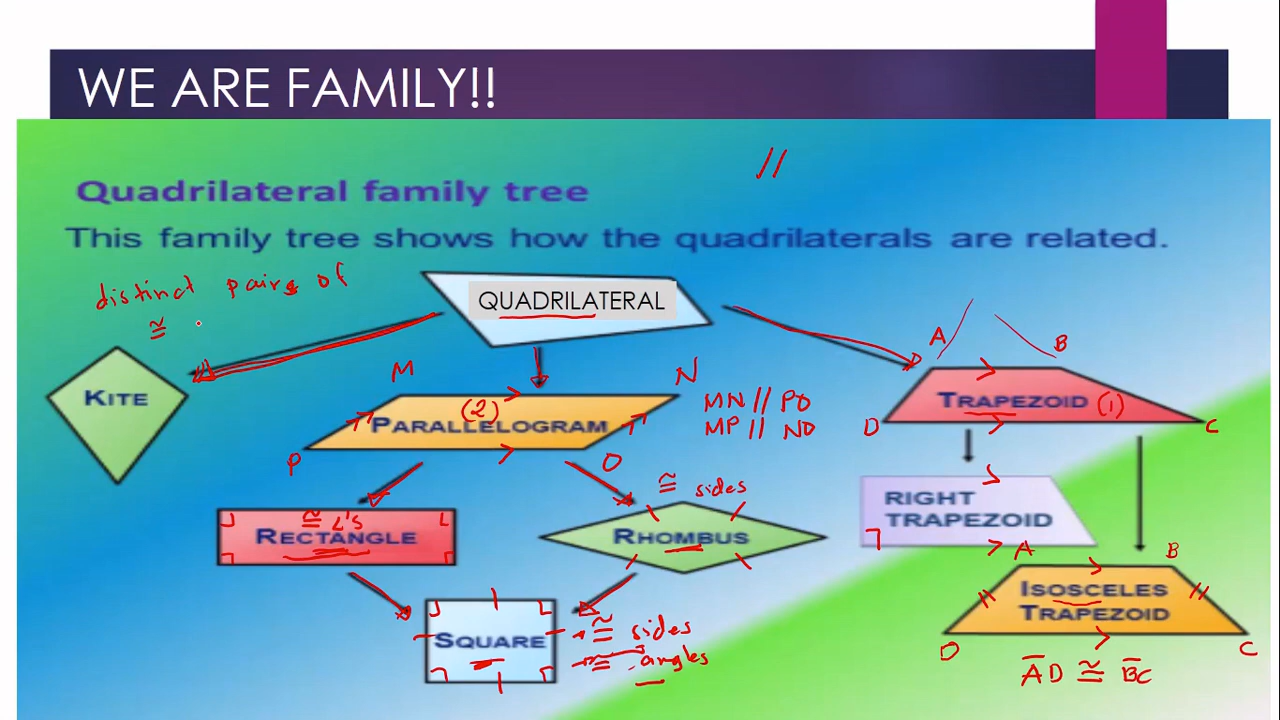 WE ARE FAMILY!!
//
Quadrilateral family tree
This family tree shows how the quadrilaterals are related.
distinct pairs of
≅
QUADRILATERAL
KITE
M
N
(2)
PARALLELOGRAM
P
O
MN // PO
MP // NO
A
B
TRAPEZOID (1)
D
C
≅ L's
RECTANGLE
≅ sides
RHOMBUS
RIGHT
TRAPEZOID
SQUARE
≅ sides
≅ angles
A
B
ISOSCELES
TRAPEZOID
D
C
AD ≅ BC